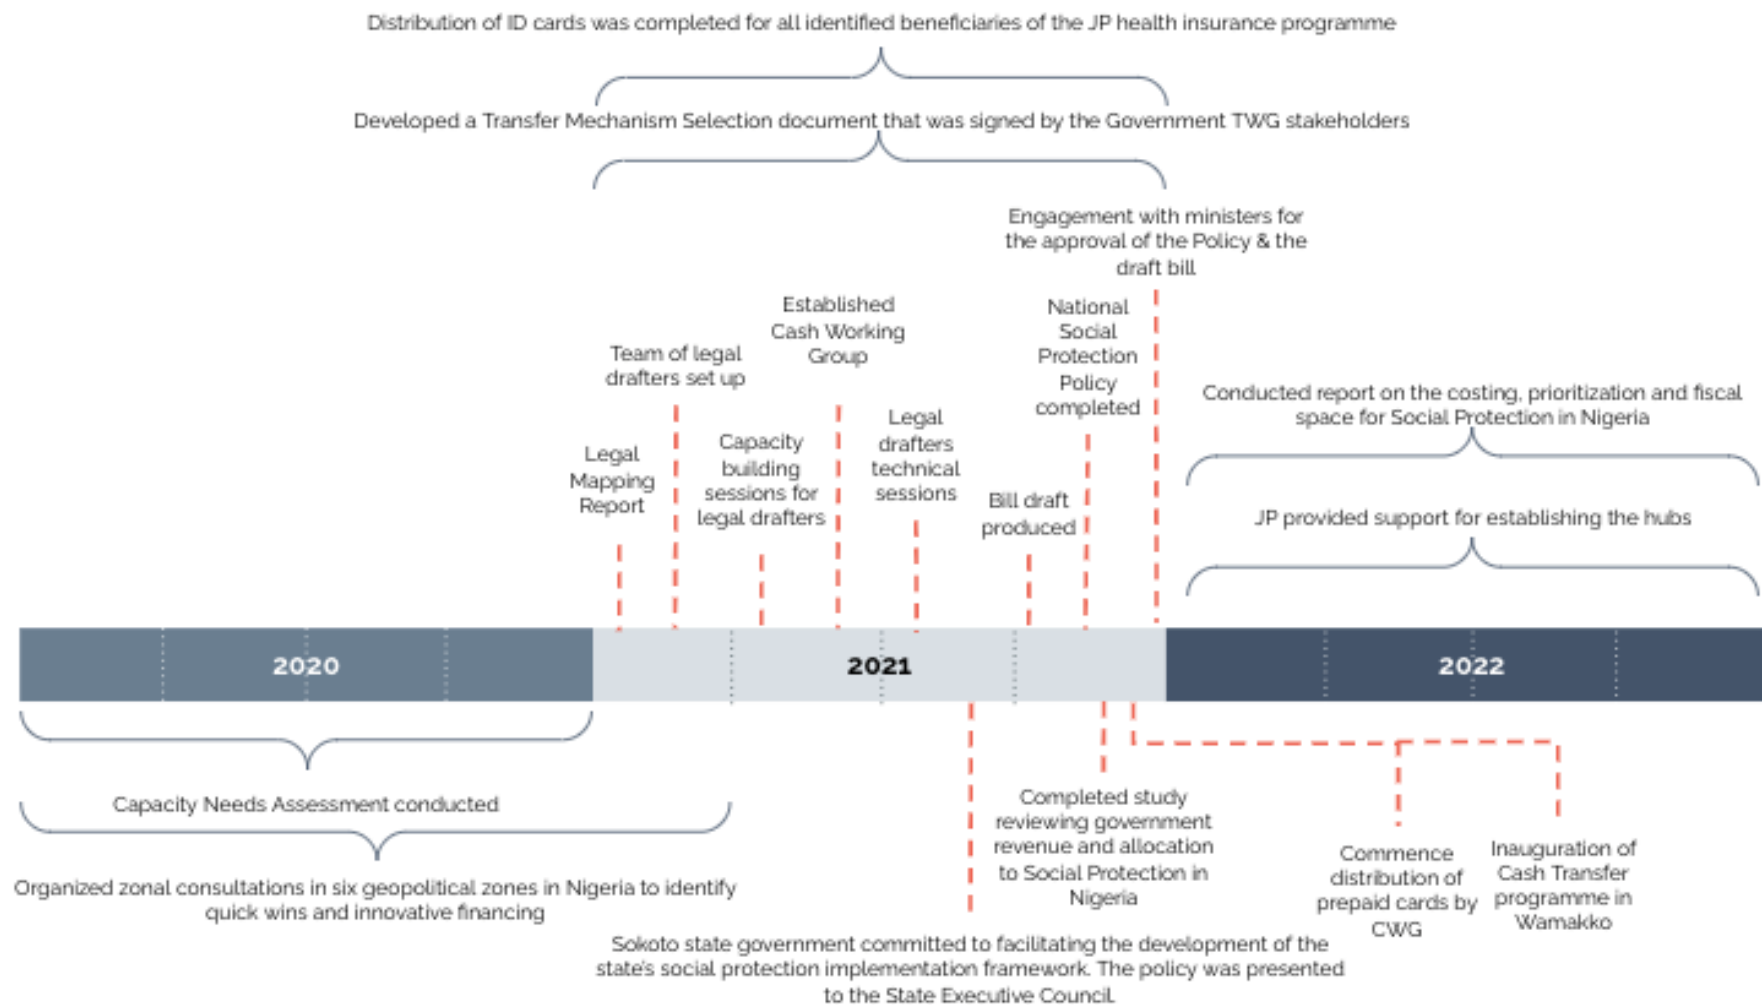 Distribution of ID cards was completed for all identified beneficiaries of the JP health insurance programme
Developed a Transfer Mechanism Selection document that was signed by the Government TWG stakeholders
Engagement with ministers for
the approval of the Policy & the
draft bill
Established
Cash Working
Group
National
Social
Protection
Policy
completed
Team of legal
drafters set up
Legal
Mapping
Report
Capacity
building
sessions for
legal drafters
Legal
drafters
technical
sessions
Bill draft
produced
Conducted report on the costing, prioritization and fiscal
space for Social Protection in Nigeria
JP provided support for establishing the hubs
2020
2021
2022
Capacity Needs Assessment conducted
Organized zonal consultations in six geopolitical zones in Nigeria to identify
quick wins and innovative financing
Sokoto state government committed to facilitating the development of the
state's social protection implementation framework. The policy was presented
to the State Executive Council.
Completed study
reviewing government
revenue and allocation
to Social Protection in
Nigeria
Commence
distribution of
prepaid cards by
CWG
Inauguration of
Cash Transfer
programme in
Wamakko